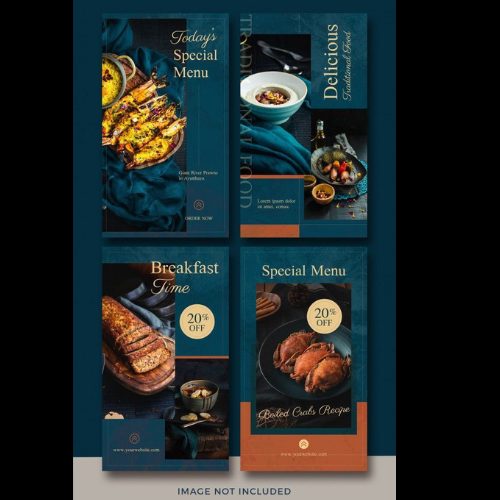 Today's
Special
Menu
Giant River Prawns
in Ayutthaya
ORDER NOW
TRADITIONAL FOOD
Delicious
Traditional Food
Lorem ipsum dolor
sit amet, consec
Breakfast
Time
20%
OFF
www.yourwebsite.com
Special Menu
20%
OFF
Boiled Crabs Recipe
www.yourwebsite.com
IMAGE NOT INCLUDED